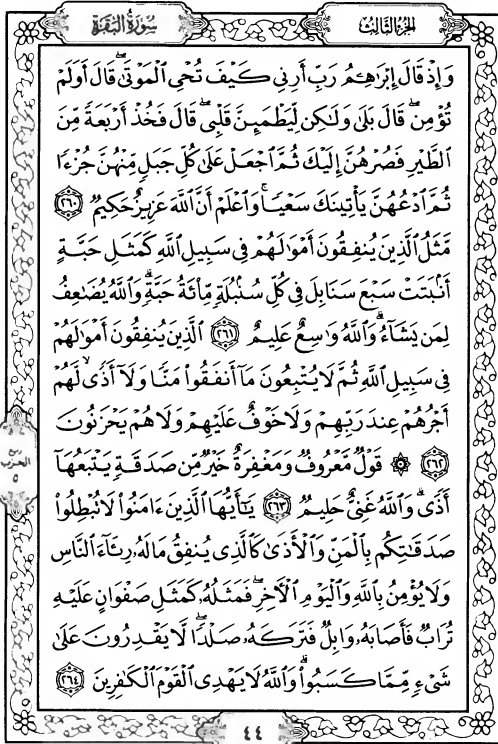 الجزء الثالث
سورة البقرة
وَإِذْ قَالَ إِبْرَٰهِـۧمُ رَبِّ أَرِنِى كَيْفَ تُحْىِ ٱلْمَوْتَىٰ ۖ قَالَ أَوَلَمْ
تُؤْمِن ۖ قَالَ بَلَىٰ وَلَـٰكِن لِّيَطْمَئِنَّ قَلْبِى ۖ قَالَ فَخُذْ أَرْبَعَةً مِّنَ
ٱلطَّيْرِ فَصُرْهُنَّ إِلَيْكَ ثُمَّ ٱجْعَلْ عَلَىٰ كُلِّ جَبَلٍ مِّنْهُنَّ جُزْءًا
ثُمَّ ٱدْعُهُنَّ يَأْتِينَكَ سَعْيًا ۚ وَٱعْلَمْ أَنَّ ٱللَّهَ عَزِيزٌ حَكِيمٌ ٢٦٠
مَّثَلُ ٱلَّذِينَ يُنفِقُونَ أَمْوَٰلَهُمْ فِى سَبِيلِ ٱللَّهِ كَمَثَلِ حَبَّةٍ
أَنۢبَتَتْ سَبْعَ سَنَابِلَ فِى كُلِّ سُنۢبُلَةٍ مِّا۟ئَةُ حَبَّةٍ ۗ وَٱللَّهُ يُضَـٰعِفُ
لِمَن يَشَآءُ ۗ وَٱللَّهُ وَٰسِعٌ عَلِيمٌ ٢٦١ ٱلَّذِينَ يُنفِقُونَ أَمْوَٰلَهُمْ
فِى سَبِيلِ ٱللَّهِ ثُمَّ لَا يُتْبِعُونَ مَآ أَنفَقُوا۟ مَنًّا وَلَآ أَذًى ۙ لَّهُمْ
أَجْرُهُمْ عِندَ رَبِّهِمْ وَلَا خَوْفٌ عَلَيْهِمْ وَلَا هُمْ يَحْزَنُونَ
٢٦٢ ۞ قَوْلٌ مَّعْرُوفٌ وَمَغْفِرَةٌ خَيْرٌ مِّن صَدَقَةٍ يَتْبَعُهَآ
أَذًى ۗ وَٱللَّهُ غَنِىٌّ حَلِيمٌ ٢٦٣ يَـٰٓأَيُّهَا ٱلَّذِينَ ءَامَنُوا۟ لَا تُبْطِلُوا۟
صَدَقَـٰتِكُم بِٱلْمَنِّ وَٱلْأَذَىٰ كَٱلَّذِى يُنفِقُ مَالَهُۥ رِئَآءَ ٱلنَّاسِ
وَلَا يُؤْمِنُ بِٱللَّهِ وَٱلْيَوْمِ ٱلْـَٔاخِرِ ۖ فَمَثَلُهُۥ كَمَثَلِ صَفْوَانٍ عَلَيْهِ
تُرَابٌ فَأَصَابَهُۥ وَابِلٌ فَتَرَكَهُۥ صَلْدًا ۖ لَّا يَقْدِرُونَ عَلَىٰ
شَىْءٍ مِّمَّا كَسَبُوا۟ ۗ وَٱللَّهُ لَا يَهْدِى ٱلْقَوْمَ ٱلْكَـٰفِرِينَ ٢٦٤
ربع
الحزب
٥
٤٤